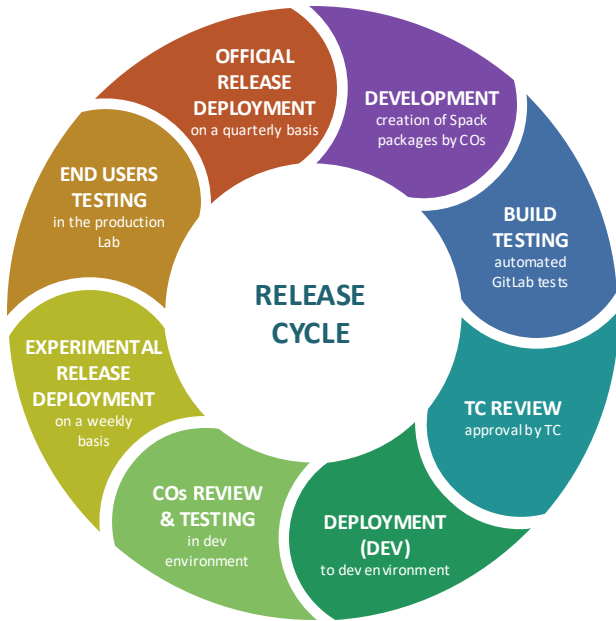 RELEASE
CYCLE
DEVELOPMENT
creation of Spack
packages by COs
BUILD
TESTING
automated
GitLab tests
TC REVIEW
approval by TC
DEPLOYMENT
(DEV)
to dev environment
COs REVIEW
& TESTING
in dev
environment
EXPERIMENTAL
RELEASE
DEPLOYMENT
on a weekly
basis
END USERS
TESTING
in the production
Lab
OFFICIAL
RELEASE
DEPLOYMENT
on a quarterly basis